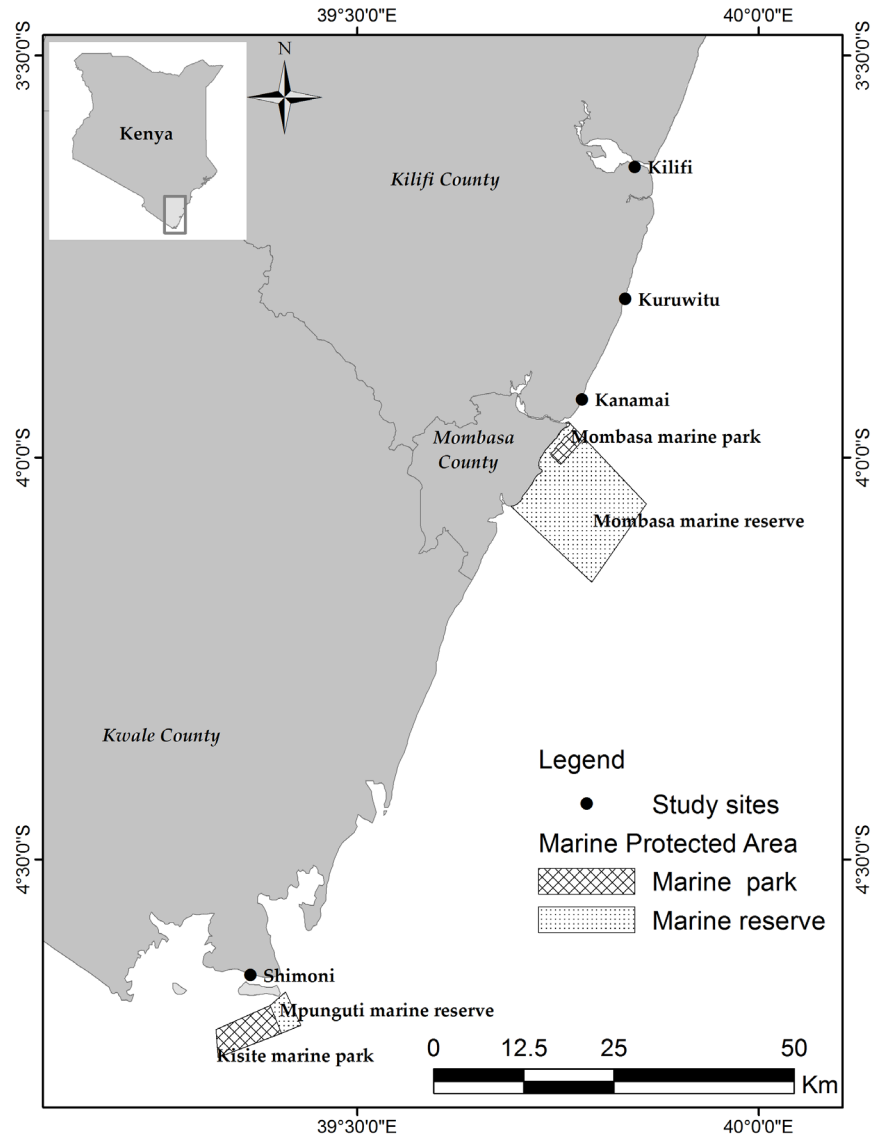 39°30'0"E
40°0'0"E
3°30'0"S
3°30'0"S
N
Kenya
Kilifi County
Kilifi
Kuruwitu
Kanamai
Mombasa marine park
Mombasa
County
4°0'0"S
4°0'0"S
Mombasa marine reserve
Kwale County
Legend
Study sites
Marine Protected Area
Marine park
Marine reserve
4°30'0"S
4°30'0"S
Shimoni
Mpunguti marine reserve
Kisite marine park
0 12.5 25 50
Km
39°30'0"E
40°0'0"E